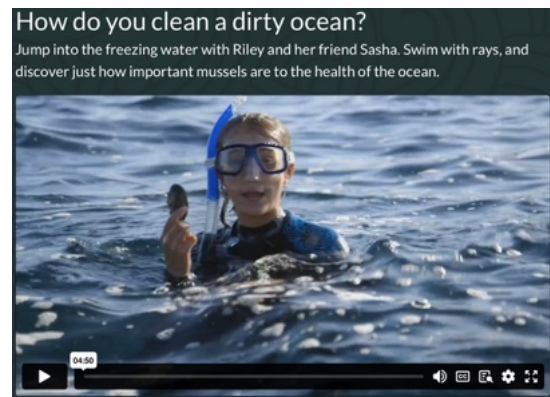 How do you clean a dirty ocean?
Jump into the freezing water with Riley and her friend Sasha. Swim with rays, and
discover just how important mussels are to the health of the ocean.
04:50
CC